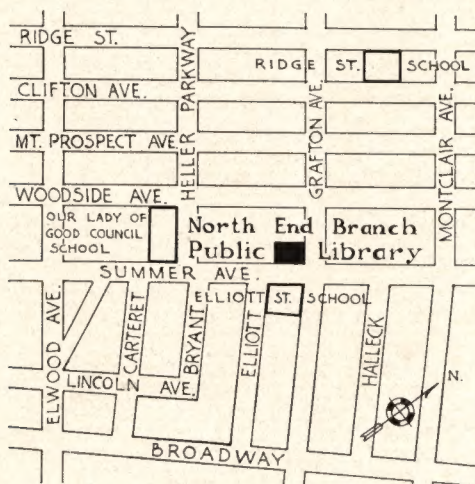 RIDGE ST.
HELLER PARKWAY
RIDGE ST. SCHOOL
CLIFTON AVE.
GRAFTON AVE.
MONTCLAIR AVE.
MT. PROSPECT AVE.
WOODSIDE AVE.
OUR LADY OF
GOOD COUNCIL
SCHOOL
North End Branch
Public Library
SUMMER AVE.
ELLIOTT ST. SCHOOL
ELWOOD AVE.
CARTERET
BRYANT
ELLIOTT
HALLECK
LINCOLN AVE.
N.
BROADWAY